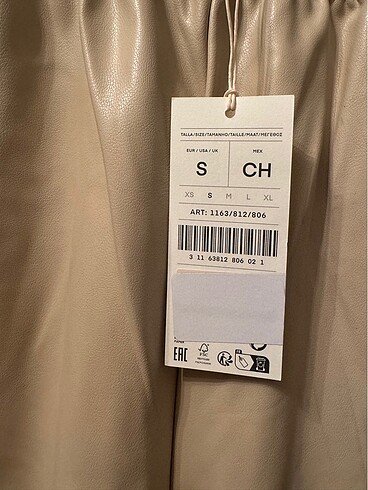 TALLA/SIZE/TAMANHO/TAILLE/MAAT/ΜΕΓΕΘΟΣ
EUR / USA / UK MEX
S CH
XS S M L XL
ART: 1163/812/806
3 11 63812 806 02 1
EAC FSC